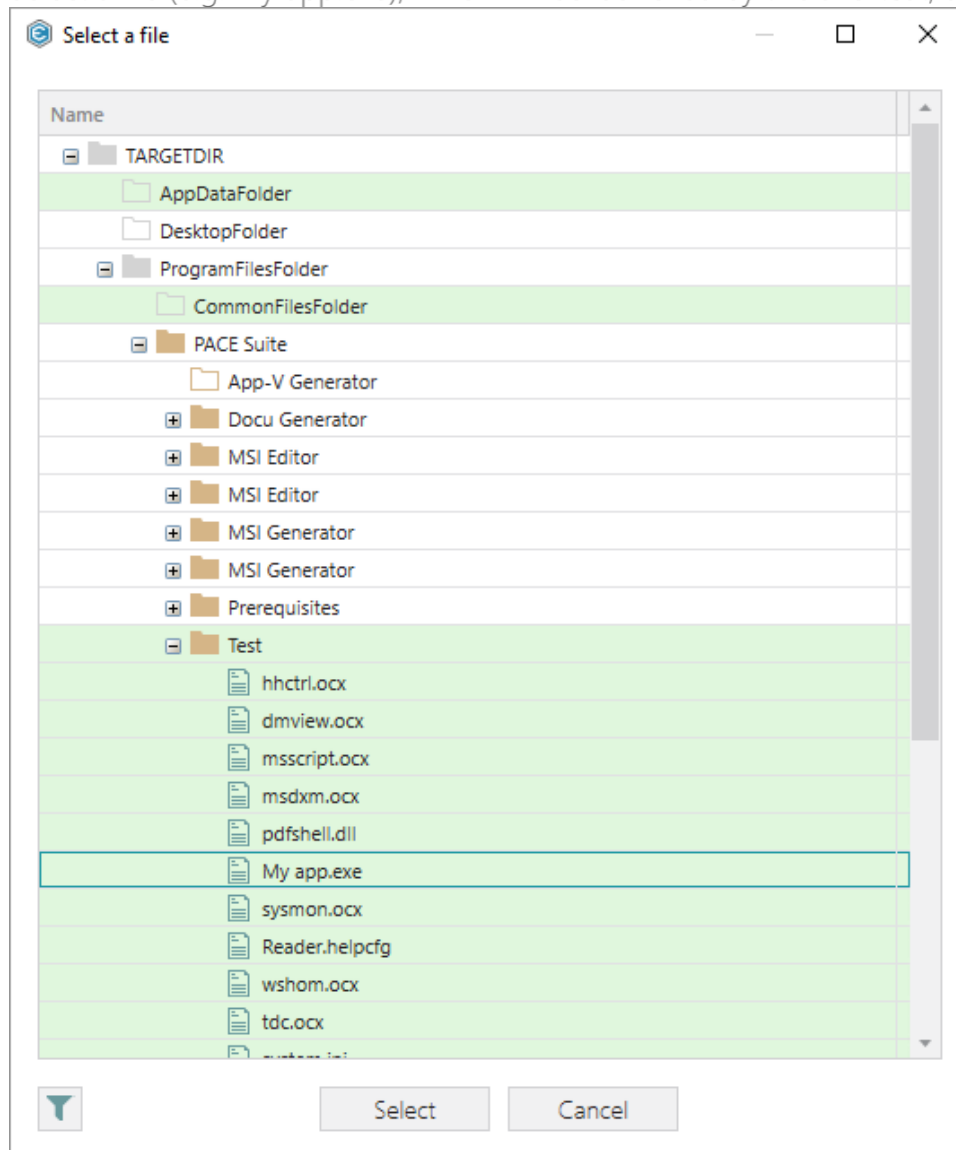 Select a file
Name
TARGETDIR
AppDataFolder
DesktopFolder
ProgramFilesFolder
CommonFilesFolder
PACE Suite
App-V Generator
Docu Generator
MSI Editor
MSI Editor
MSI Generator
MSI Generator
Prerequisites
Test
hhctrl.ocx
dmview.ocx
msscript.ocx
msdxm.ocx
pdfshell.dll
My app.exe
sysmon.ocx
Reader.helpcfg
wshom.ocx
tdc.ocx
Select Cancel